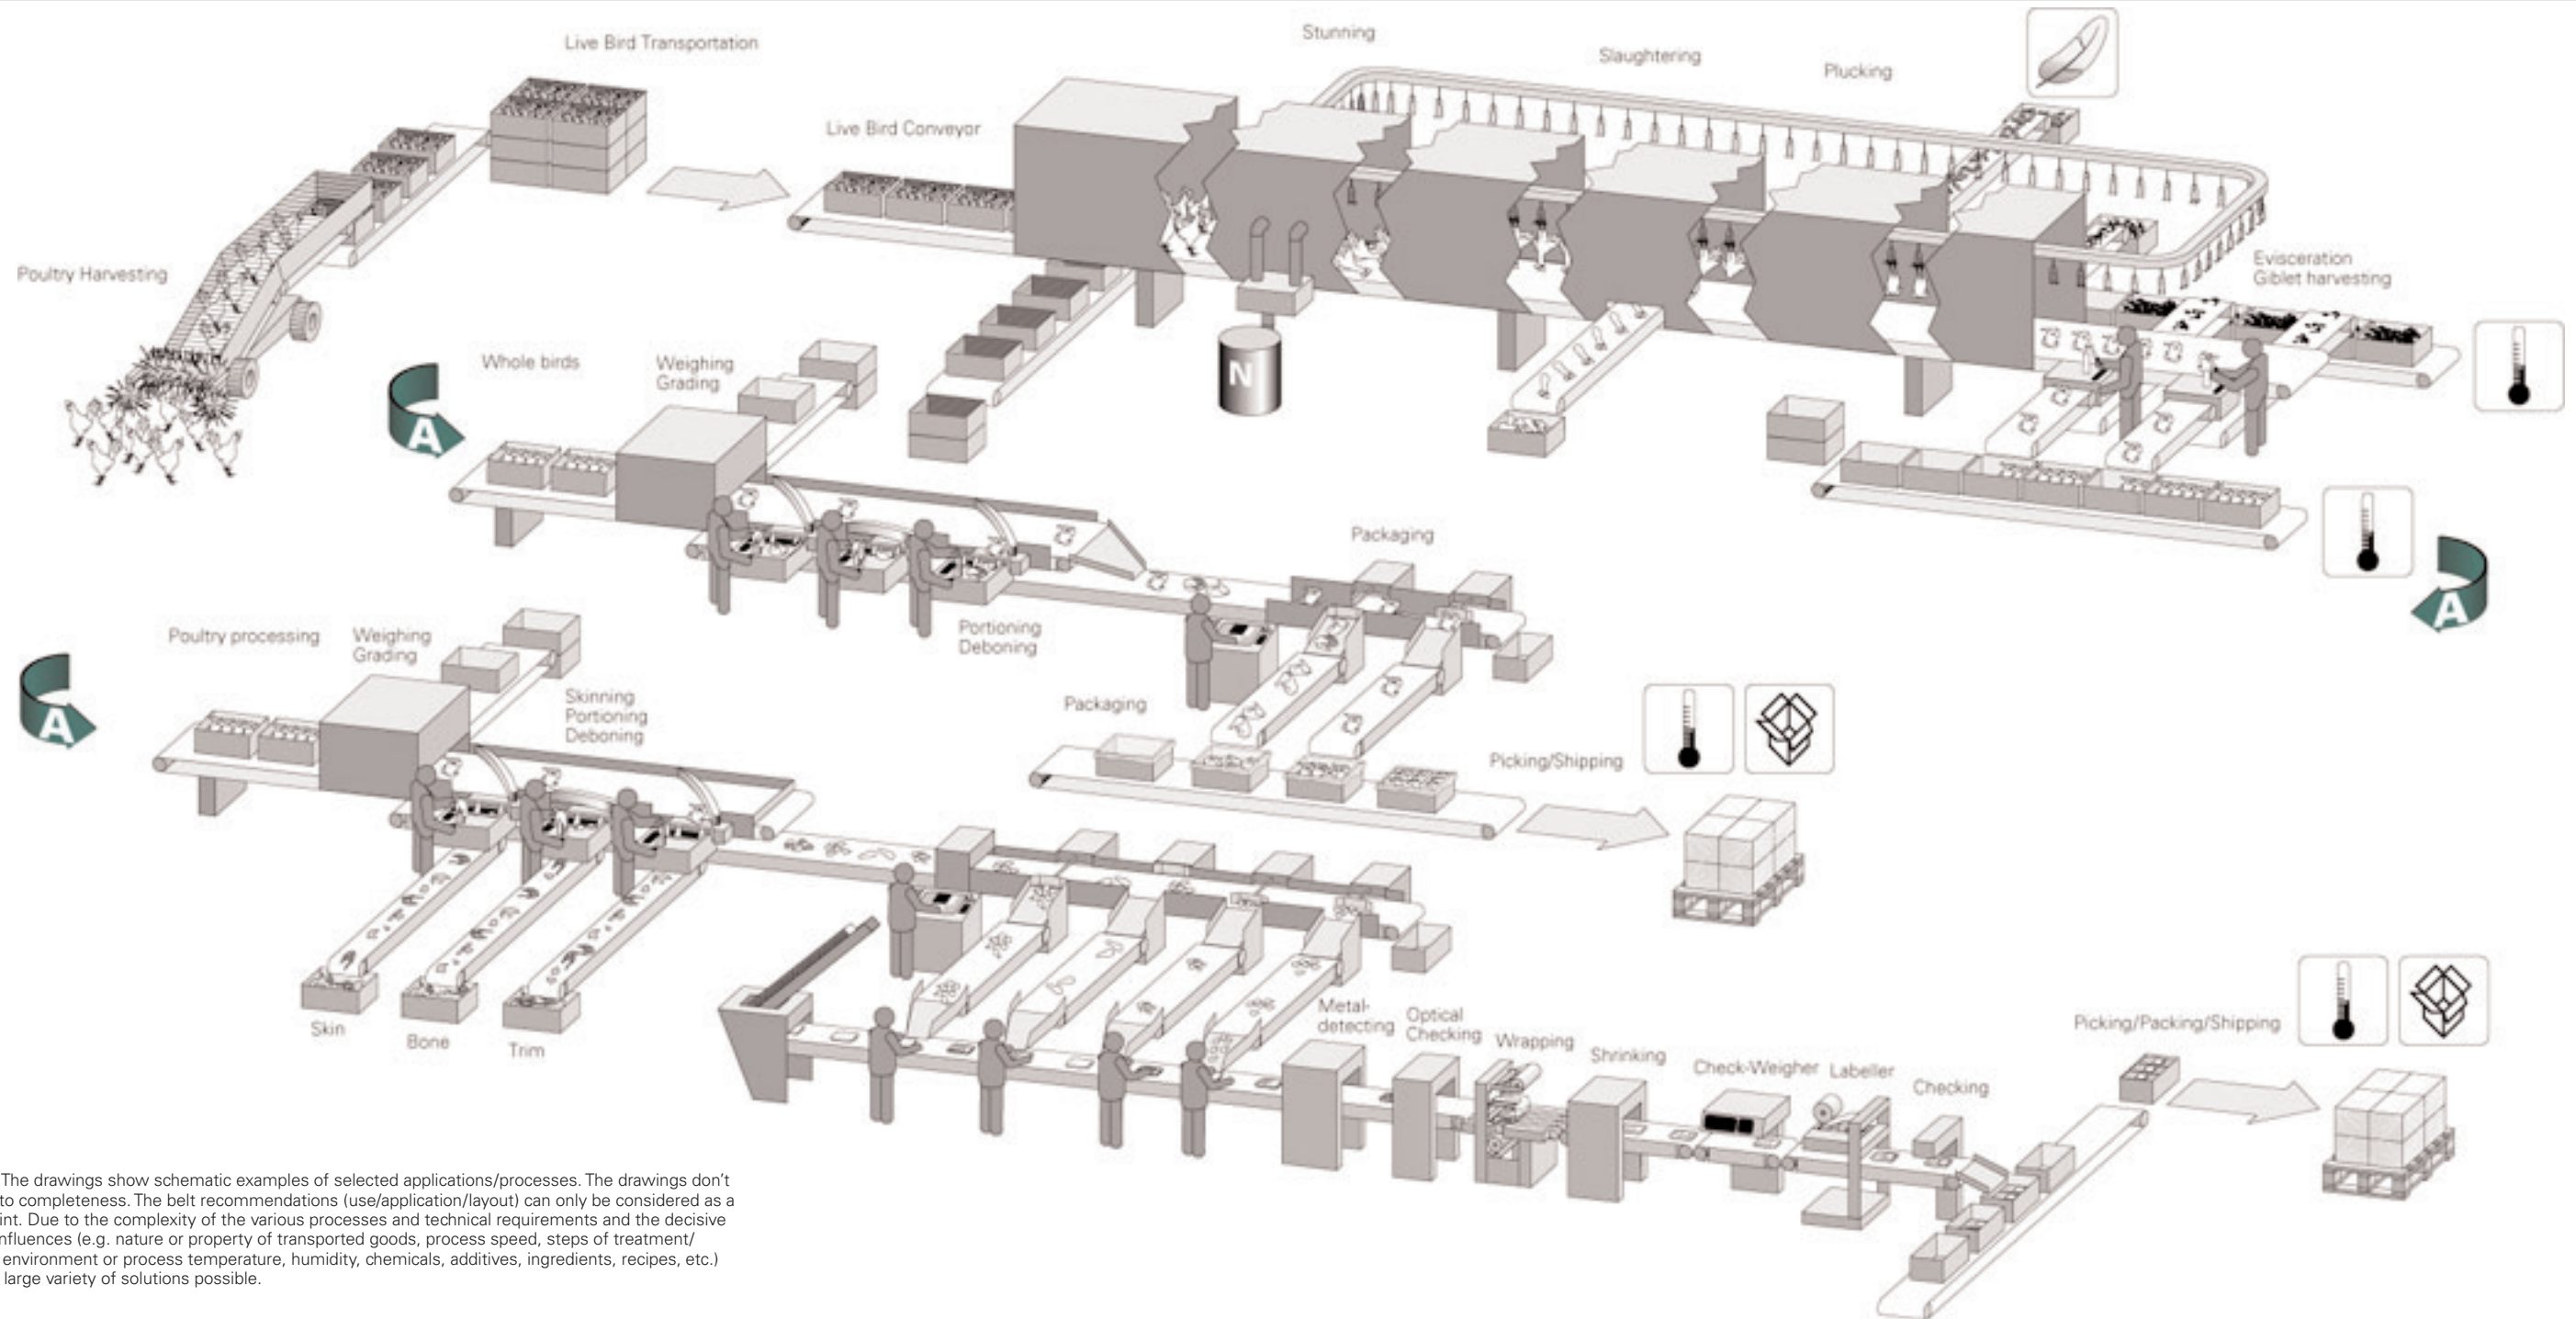 Live Bird Transportation
Stunning
Slaughtering
Plucking
Live Bird Conveyor
Poultry Harvesting
Evisceration
Giblet harvesting
N
Whole birds
Weighing
Grading
A
Packaging
Portioning
Deboning
A
Poultry processing
Weighing
Grading
A
Skinning
Portioning
Deboning
Packaging
Picking/Shipping
Skin
Bone
Trim
Metal-
detecting
Optical
Checking
Wrapping
Shrinking
Check-Weigher
Labeller
Checking
Picking/Packing/Shipping
The drawings show schematic examples of selected applications/processes. The drawings don't
to completeness. The belt recommendations (use/application/layout) can only be considered as a
int. Due to the complexity of the various processes and technical requirements and the decisive
nfluences (e.g. nature or property of transported goods, process speed, steps of treatment/
environment or process temperature, humidity, chemicals, additives, ingredients, recipes, etc.)
large variety of solutions possible.